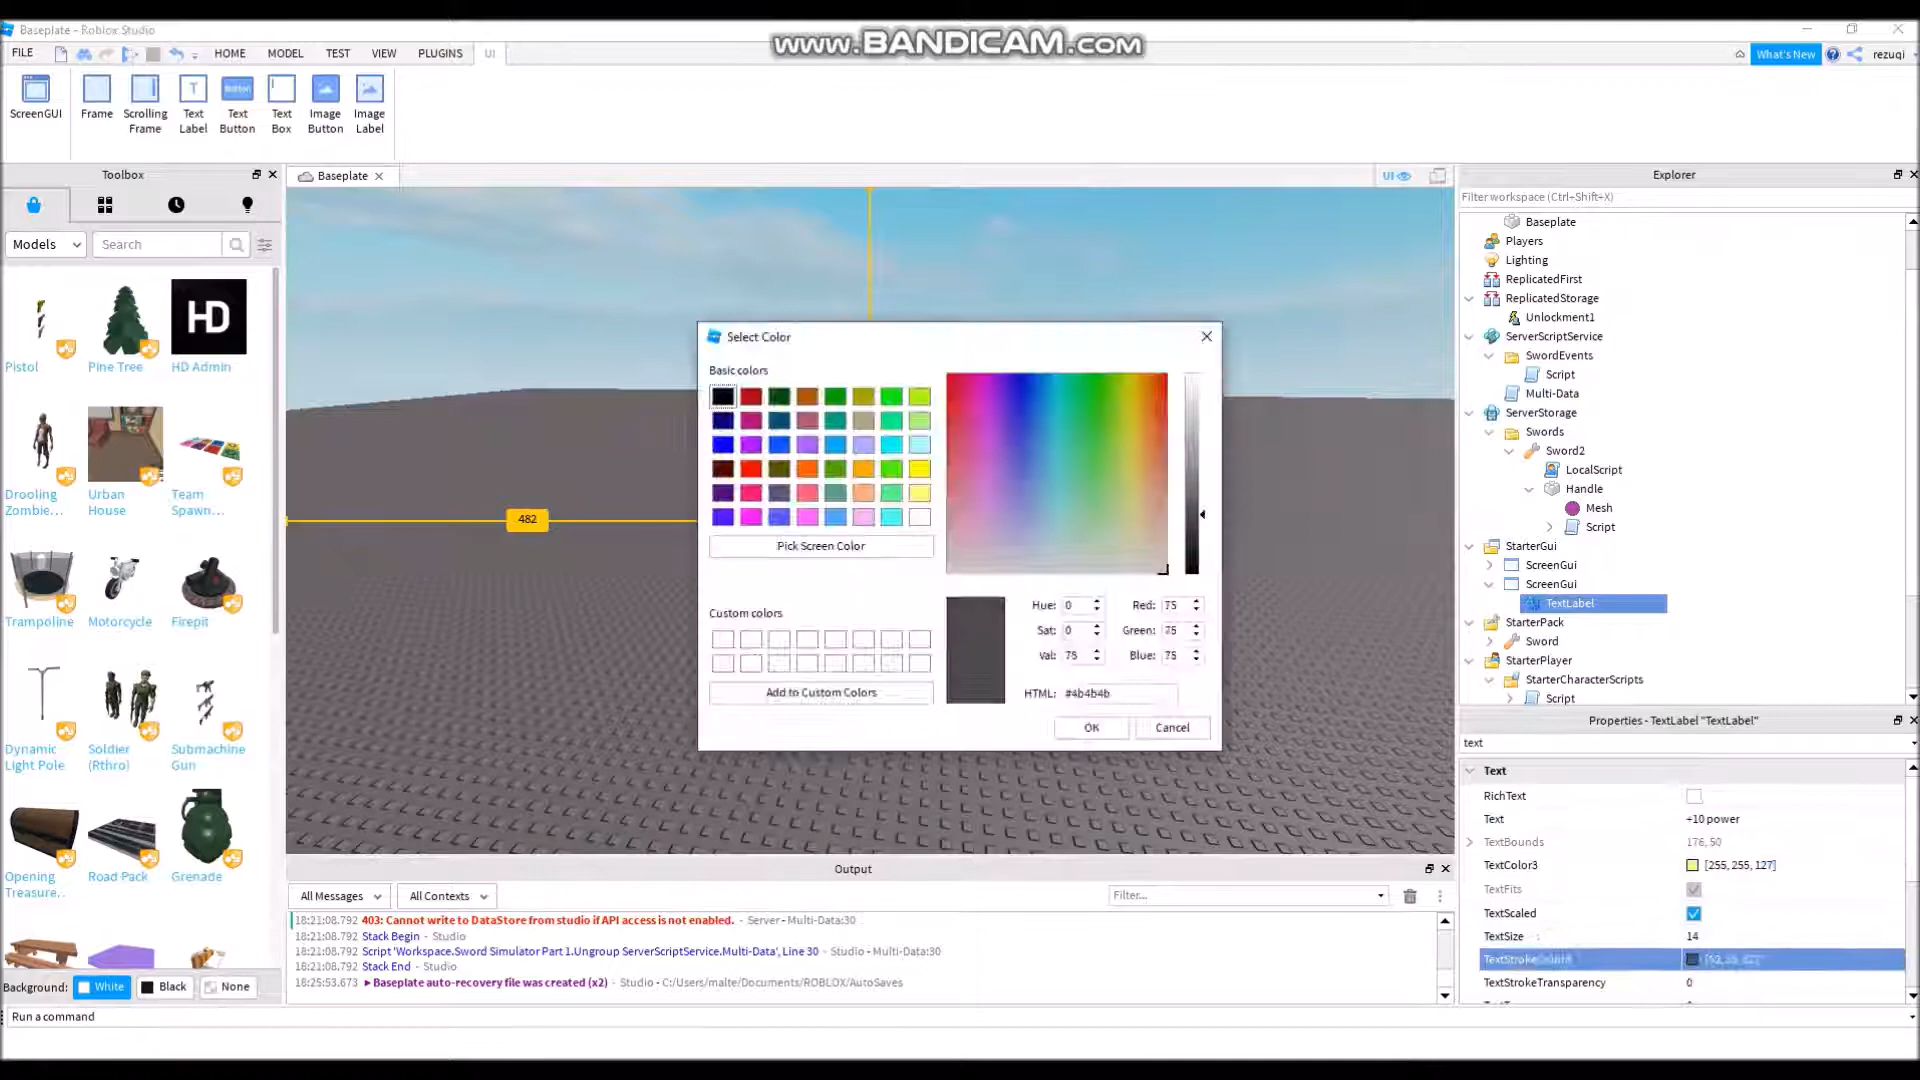 Baseplate - Roblox Studio
www.BANDICAM.com
FILE
HOME
MODEL
TEST
VIEW
PLUGINS
UI
What's New
rezuqi
ScreenGUI
Frame
Scrolling
Frame
Text
Label
Text
Button
Text
Box
Image
Button
Image
Label
Toolbox
Models
Search
HD
Pistol
Pine Tree
HD Admin
Drooling
Zombie...
Urban
House
Team
Spawn...
Trampoline
Motorcycle
Firepit
Dynamic
Light Pole
Soldier
(Rthro)
Submachine
Gun
Opening
Treasure...
Road Pack
Grenade
Background:
White
Black
None
Run a command
Baseplate
UI
482
Select Color
Basic colors
Pick Screen Color
Custom colors
Add to Custom Colors
Hue: 0
Red: 75
Sat: 0
Green: 75
Val: 75
Blue: 75
HTML: #4b4b4b
OK
Cancel
Output
All Messages
All Contexts
Filter...
18:21:08.792 403: Cannot write to DataStore from studio if API access is not enabled. - Server - Multi-Data:30
18:21:08.792 Stack Begin - Studio
18:21:08.792 Script 'Workspace.Sword Simulator Part 1.Ungroup ServerScriptService.Multi-Data', Line 30 - Studio - Multi-Data:30
18:21:08.792 Stack End - Studio
18:25:53.673 ▸Baseplate auto-recovery file was created (x2) - Studio - C:/Users/malte/Documents/ROBLOX/AutoSaves
Explorer
Filter workspace (Ctrl+Shift+X)
Baseplate
Players
Lighting
ReplicatedFirst
ReplicatedStorage
Unlockment1
ServerScriptService
SwordEvents
Script
Multi-Data
ServerStorage
Swords
Sword2
LocalScript
Handle
Mesh
Script
StarterGui
ScreenGui
ScreenGui
TextLabel
StarterPack
Sword
StarterPlayer
StarterCharacterScripts
Script
Properties - TextLabel "TextLabel"
text
Text
RichText
Text +10 power
TextBounds 176, 50
TextColor3 [255, 255, 127]
TextFits
TextScaled
TextSize 14
TextStroke
TextStrokeTransparency 0